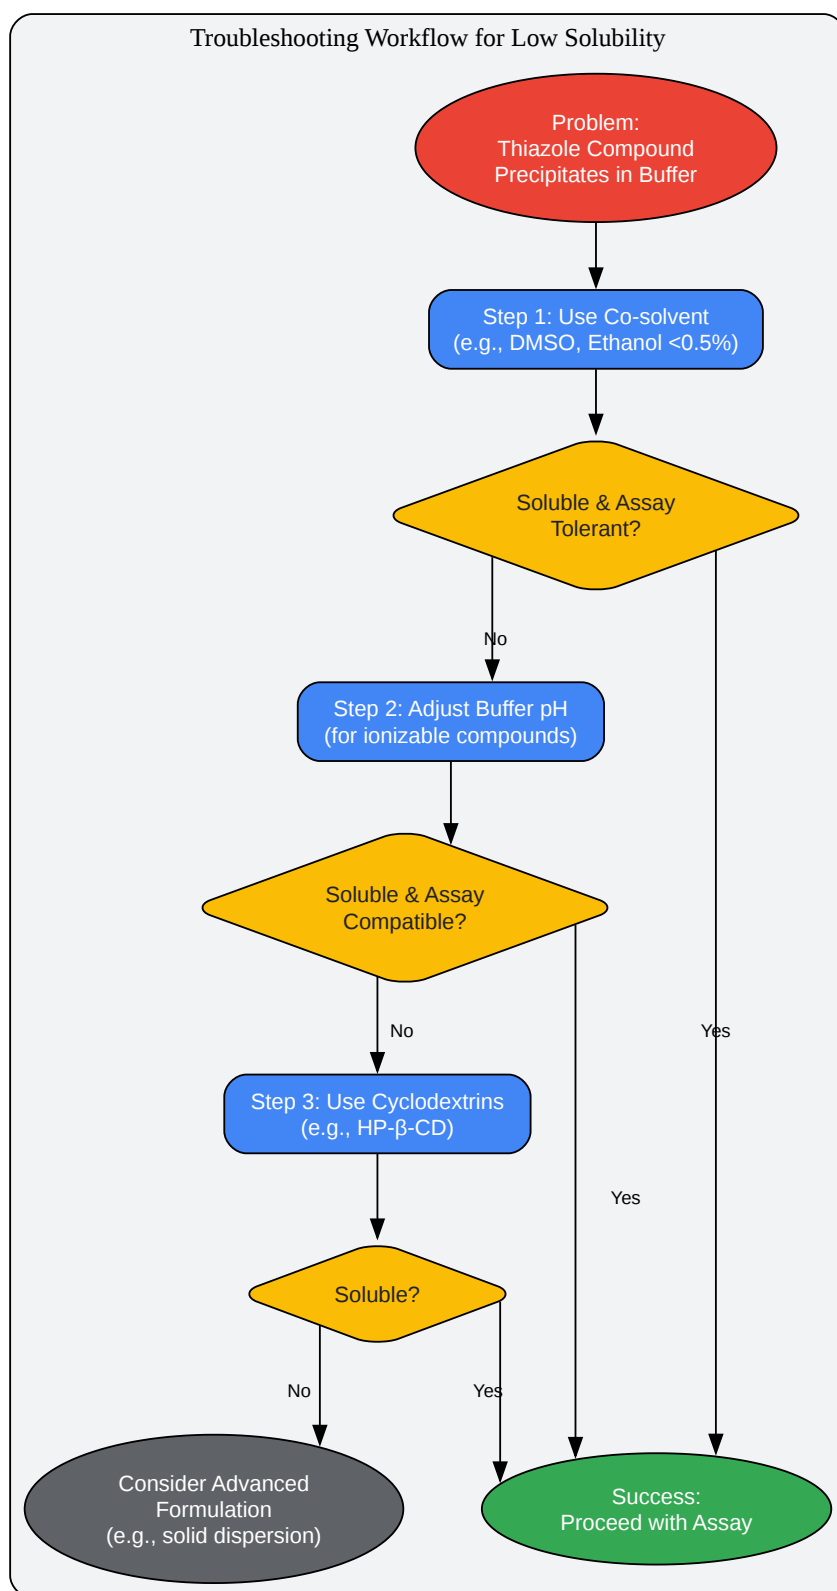 Troubleshooting Workflow for Low Solubility
Problem:
Thiazole Compound
Precipitates in Buffer
Step 1: Use Co-solvent
(e.g., DMSO, Ethanol <0.5%)
Soluble & Assay
Tolerant?
No
Step 2: Adjust Buffer pH
(for ionizable compounds)
Soluble & Assay
Compatible?
No
Yes
Step 3: Use Cyclodextrins
(e.g., HP-β-CD)
Yes
Soluble?
No
Yes
Consider Advanced
Formulation
(e.g., solid dispersion)
Success:
Proceed with Assay